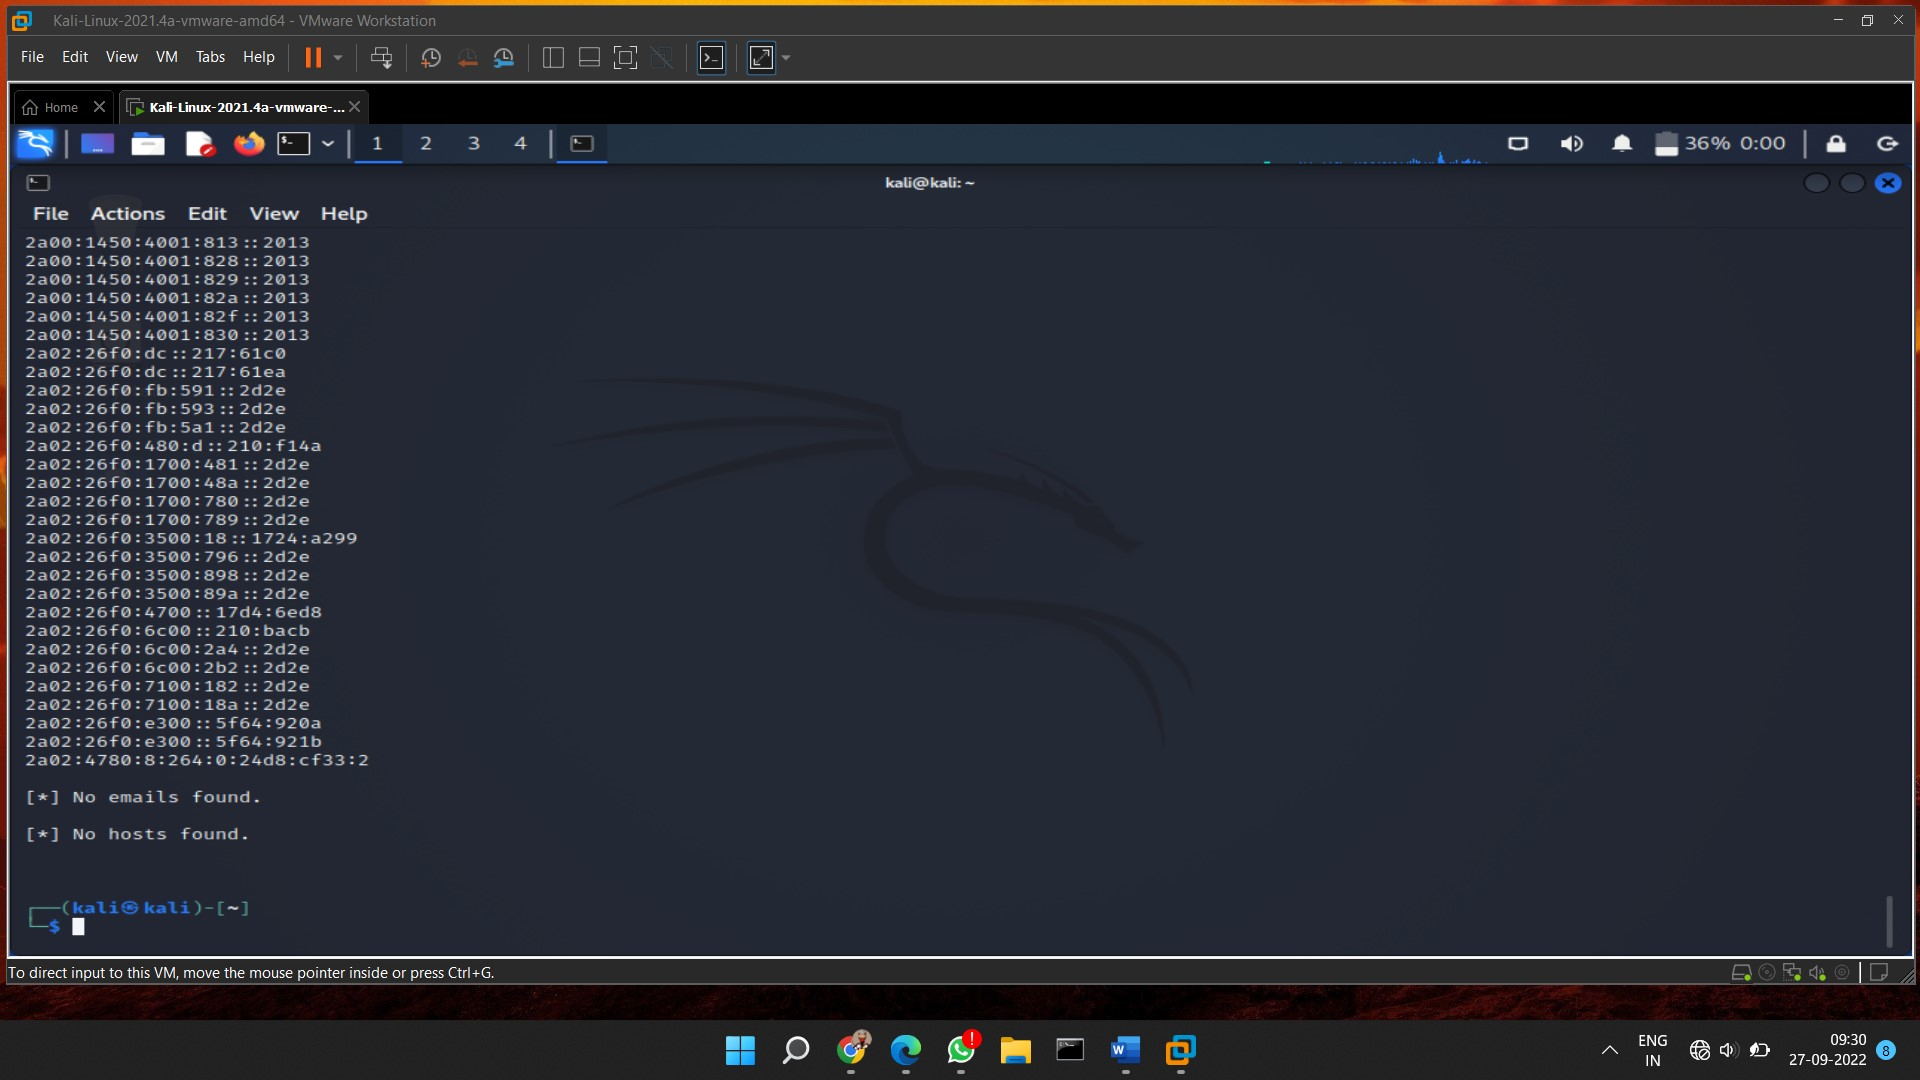 Kali-Linux-2021.4a-vmware-amd64 - VMware Workstation
File Edit View VM Tabs Help
Home Kali-Linux-2021.4a-vmware-...
1 2 3 4 36% 0:00
kali@kali: ~
File Actions Edit View Help
2a00:1450:4001:813::2013
2a00:1450:4001:828::2013
2a00:1450:4001:829::2013
2a00:1450:4001:82a::2013
2a00:1450:4001:82f::2013
2a00:1450:4001:830::2013
2a02:26f0:dc::217:61c0
2a02:26f0:dc::217:61ea
2a02:26f0:fb:591::2d2e
2a02:26f0:fb:593::2d2e
2a02:26f0:fb:5a1::2d2e
2a02:26f0:480:d::210:f14a
2a02:26f0:1700:481::2d2e
2a02:26f0:1700:48a::2d2e
2a02:26f0:1700:780::2d2e
2a02:26f0:1700:789::2d2e
2a02:26f0:3500:18::1724:a299
2a02:26f0:3500:796::2d2e
2a02:26f0:3500:898::2d2e
2a02:26f0:3500:89a::2d2e
2a02:26f0:4700::17d4:6ed8
2a02:26f0:6c00::210:bacb
2a02:26f0:6c00:2a4::2d2e
2a02:26f0:6c00:2b2::2d2e
2a02:26f0:7100:182::2d2e
2a02:26f0:7100:18a::2d2e
2a02:26f0:e300::5f64:920a
2a02:26f0:e300::5f64:921b
2a02:4780:8:264:0:24d8:cf33:2
[*] No emails found.
[*] No hosts found.
┌──(kali㉿kali)-[~]
└─$
To direct input to this VM, move the mouse pointer inside or press Ctrl+G.
ENG 09:30
IN 27-09-2022 8